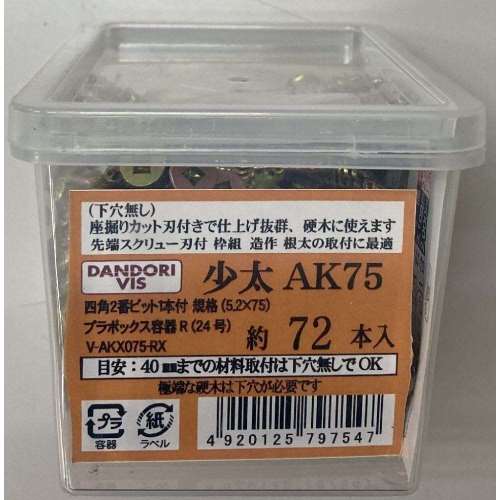 (下穴無し)
座掘りカット刃付きで仕上げ抜群、硬木に使えます
先端スクリュー刃付 枠組 造作 根太の取付に最適
DANDORI VIS
少太 AK75
四角2番ビット1本付 規格(5.2×75)
プラボックス容器R(24号)
V-AKX075-RX
約 72 本入
目安:40㎜までの材料取付は下穴無しでOK
極端な硬木は下穴が必要です
プラ
容器
紙
ラベル
4 920125 797547